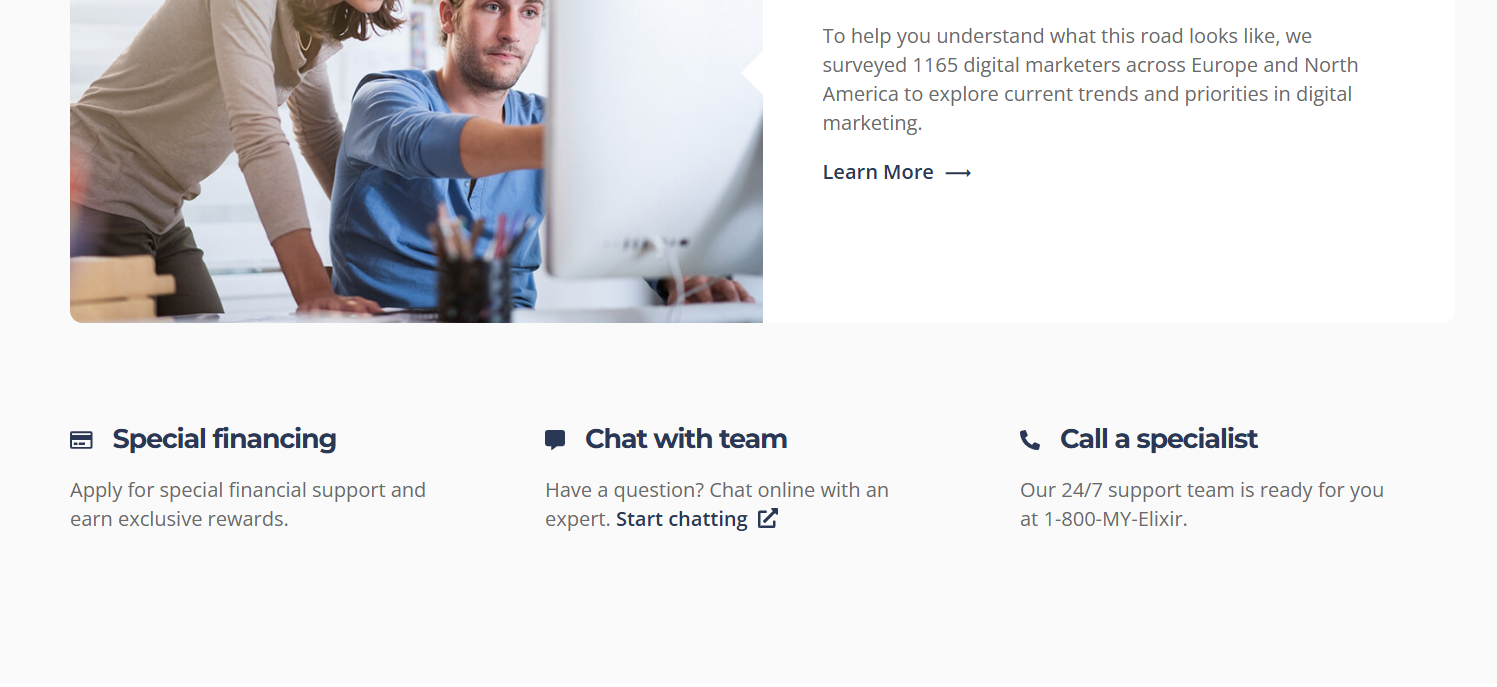 To help you understand what this road looks like, we
surveyed 1165 digital marketers across Europe and North
America to explore current trends and priorities in digital
marketing.
Learn More
Special financing
Apply for special financial support and
earn exclusive rewards.
Chat with team
Have a question? Chat online with an
expert. Start chatting
Call a specialist
Our 24/7 support team is ready for you
at 1-800-MY-Elixir.